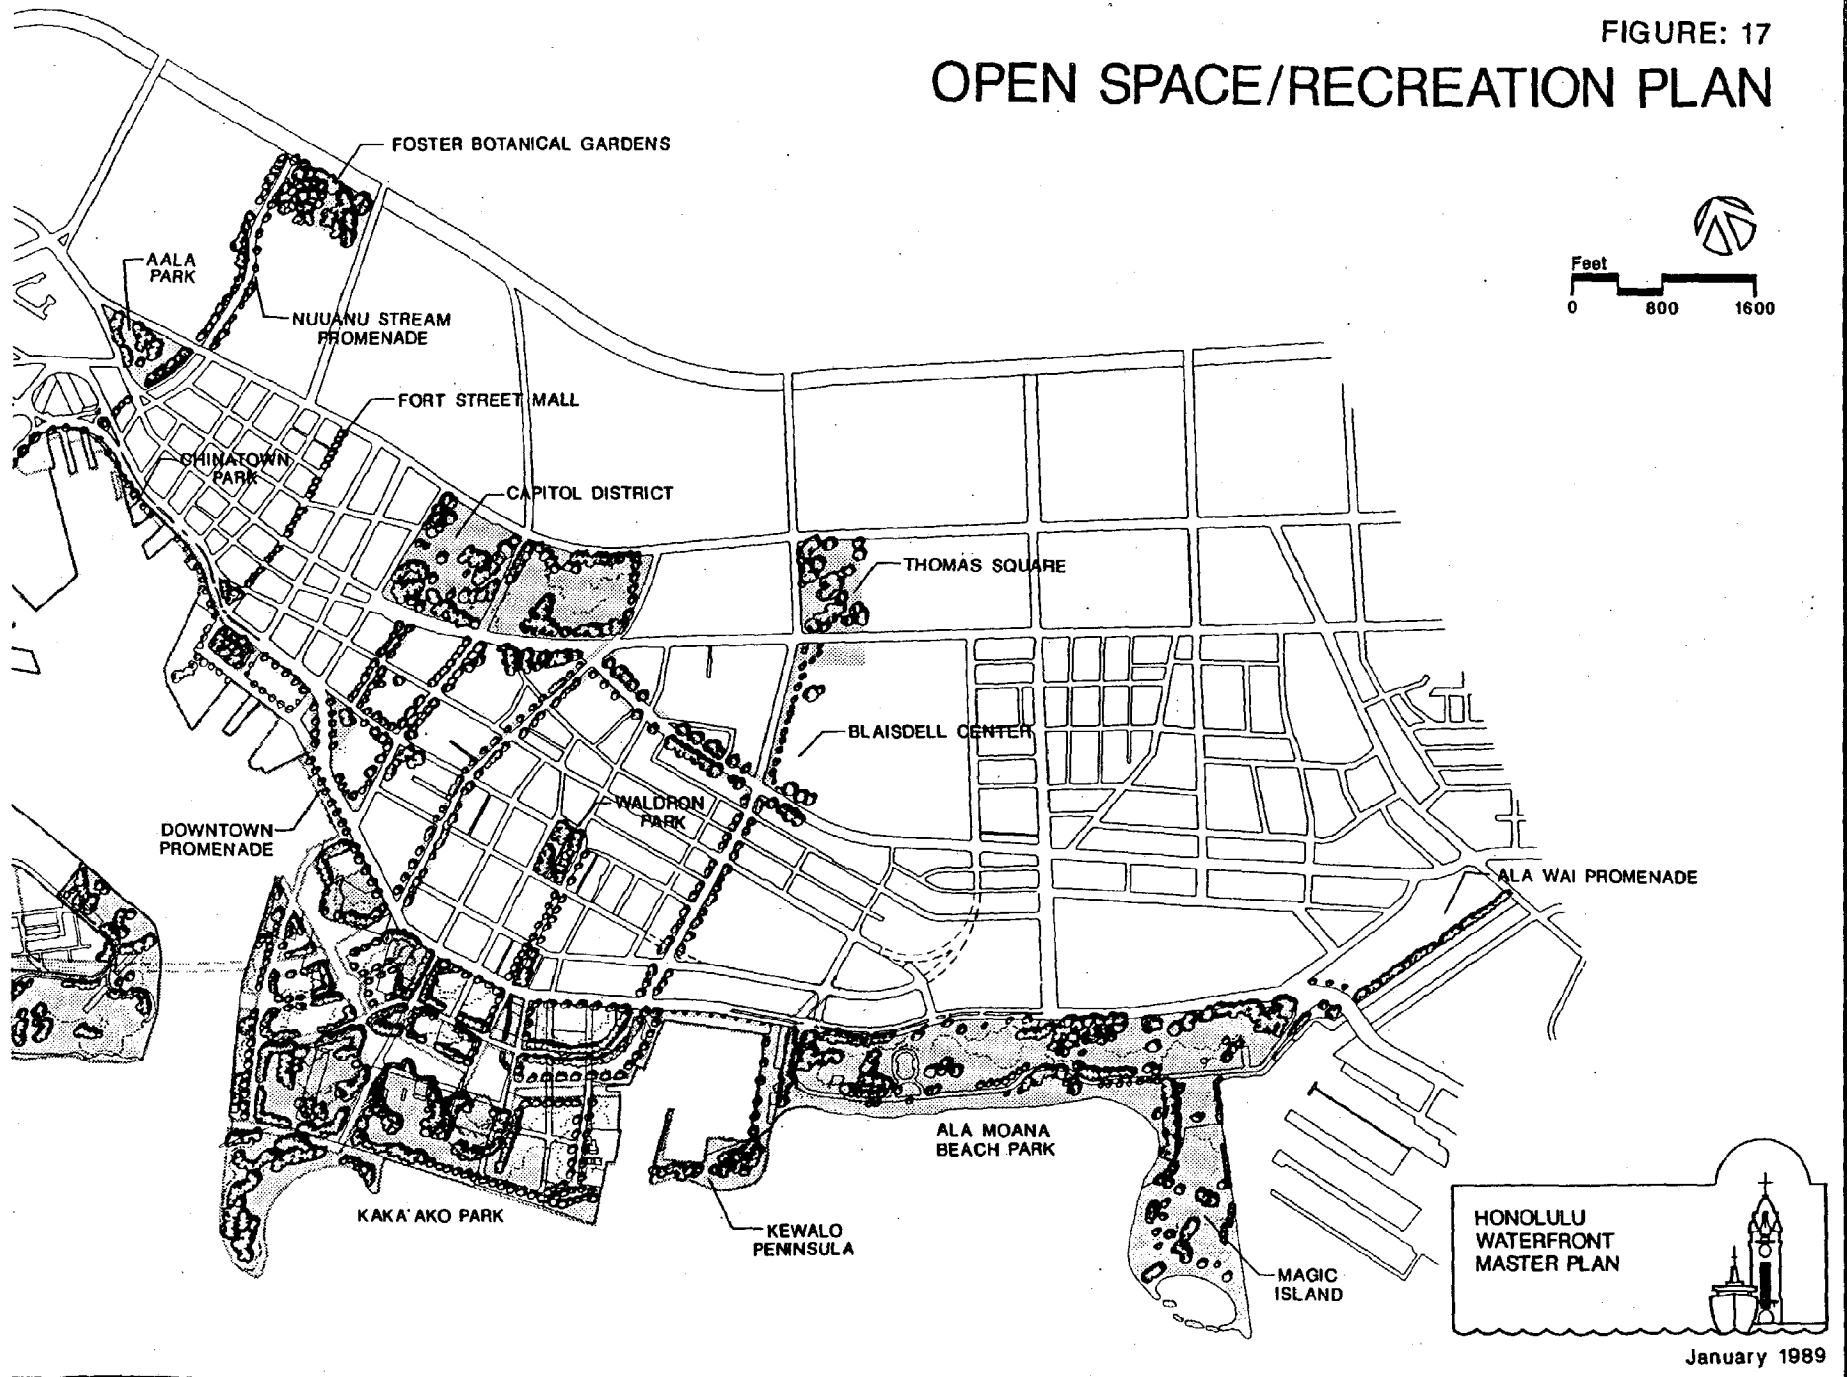 FIGURE: 17
OPEN SPACE/RECREATION PLAN
FOSTER BOTANICAL GARDENS
AALA
PARK
Feet
0 800 1600
NUUANU STREAM
PROMENADE
FORT STREET MALL
CHINATOWN
PARK
CAPITOL DISTRICT
THOMAS SQUARE
BLAISDELL CENTER
WALDRON
PARK
DOWNTOWN
PROMENADE
ALA WAI PROMENADE
ALA MOANA
BEACH PARK
KAKA'AKO PARK
KEWALO
PENINSULA
MAGIC
ISLAND
HONOLULU
WATERFRONT
MASTER PLAN
January 1989